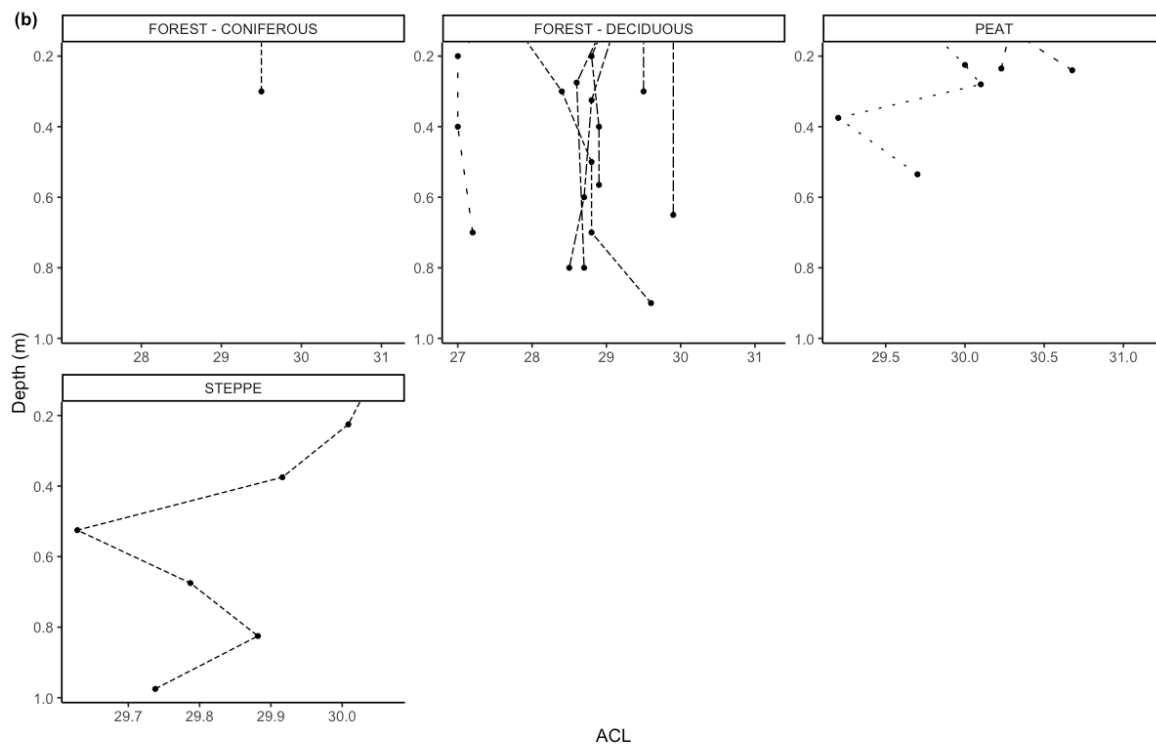 (b)
FOREST - CONIFEROUS
FOREST - DECIDUOUS
PEAT
0.2
0.4
0.6
0.8
1.0
28 29 30 31
0.2
0.4
0.6
0.8
1.0
27 28 29 30 31
0.2
0.4
0.6
0.8
1.0
29.5 30.0 30.5 31.0
Depth (m)
STEPPE
0.2
0.4
0.6
0.8
1.0
29.7 29.8 29.9 30.0
ACL